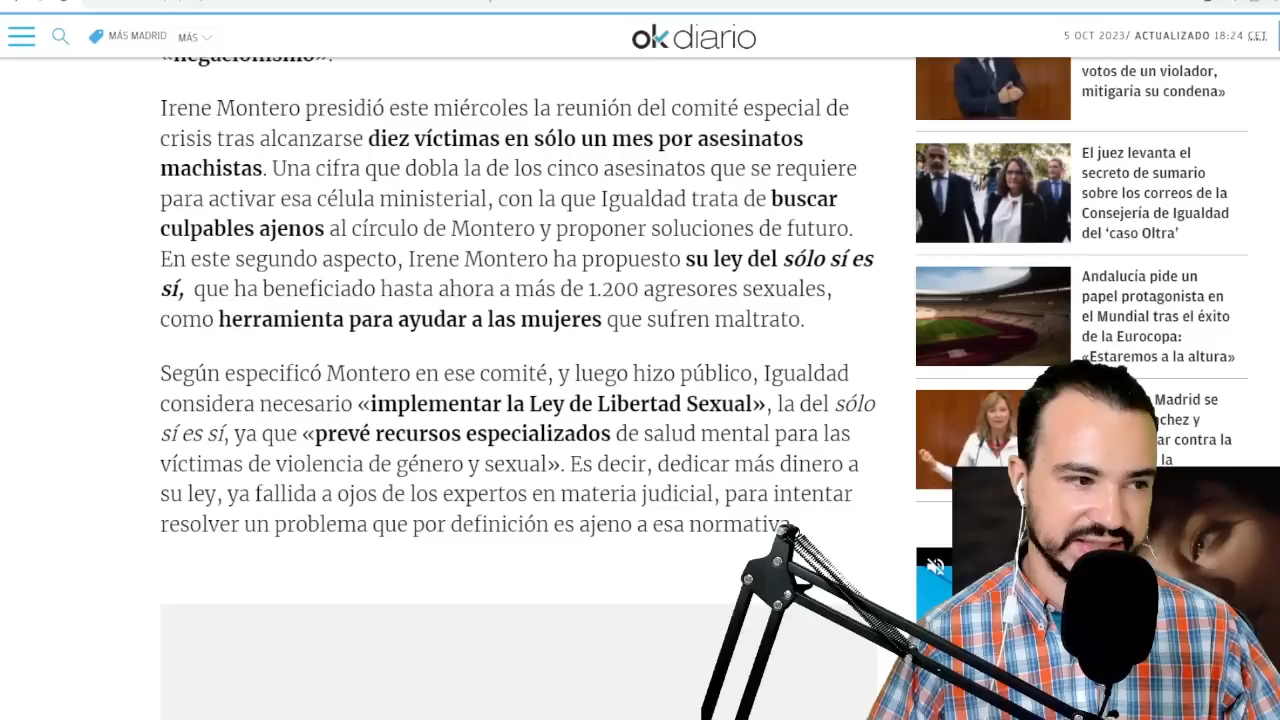 MÁS MADRID
MÁS
okdiario
5 OCT 2023/ ACTUALIZADO 18:24 CET
«negacionismo».
Irene Montero presidió este miércoles la reunión del comité especial de
crisis tras alcanzarse diez víctimas en sólo un mes por asesinatos
machistas. Una cifra que dobla la de los cinco asesinatos que se requiere
para activar esa célula ministerial, con la que Igualdad trata de buscar
culpables ajenos al círculo de Montero y proponer soluciones de futuro.
En este segundo aspecto, Irene Montero ha propuesto su ley del sólo sí es
sí, que ha beneficiado hasta ahora a más de 1.200 agresores sexuales,
como herramienta para ayudar a las mujeres que sufren maltrato.
Según especificó Montero en ese comité, y luego hizo público, Igualdad
considera necesario «implementar la Ley de Libertad Sexual», la del sólo
sí es sí, ya que «prevé recursos especializados de salud mental para las
víctimas de violencia de género y sexual». Es decir, dedicar más dinero a
su ley, ya fallida a ojos de los expertos en materia judicial, para intentar
resolver un problema que por definición es ajeno a esa normativa
votos de un violador,
mitigaría su condena»
El juez levanta el
secreto de sumario
sobre los correos de la
Consejería de Igualdad
del ‘caso Oltra’
Andalucía pide un
papel protagonista en
el Mundial tras el éxito
de la Eurocopa:
«Estaremos a la altura»
Madrid se
contra la
la